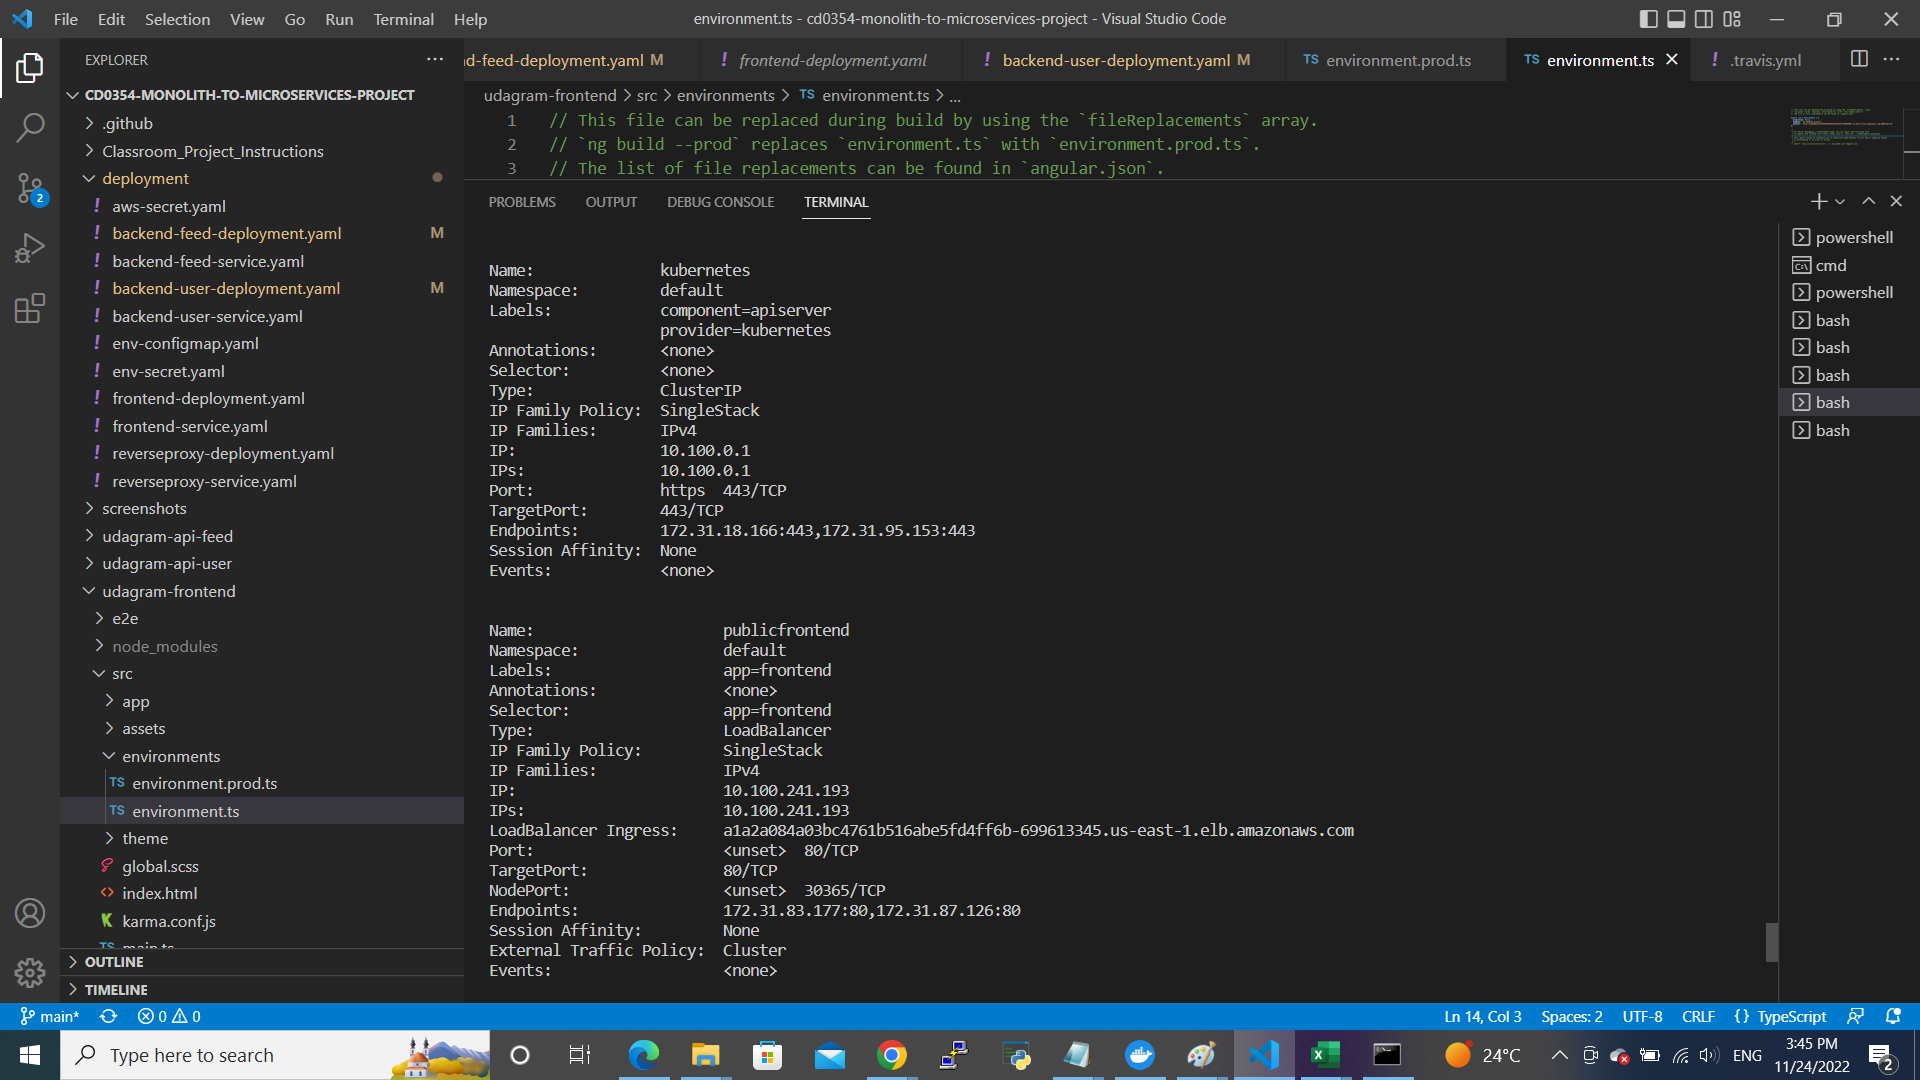 File Edit Selection View Go Run Terminal Help
environment.ts - cd0354-monolith-to-microservices-project - Visual Studio Code
EXPLORER
CD0354-MONOLITH-TO-MICROSERVICES-PROJECT
.github
Classroom_Project_Instructions
deployment
! aws-secret.yaml
! backend-feed-deployment.yaml M
! backend-feed-service.yaml
! backend-user-deployment.yaml M
! backend-user-service.yaml
! env-configmap.yaml
! env-secret.yaml
! frontend-deployment.yaml
! frontend-service.yaml
! reverseproxy-deployment.yaml
! reverseproxy-service.yaml
screenshots
udagram-api-feed
udagram-api-user
udagram-frontend
e2e
node_modules
src
app
assets
environments
TS environment.prod.ts
TS environment.ts
theme
global.scss
index.html
karma.conf.js
TS main.ts
OUTLINE
TIMELINE
2
d-feed-deployment.yaml M ! frontend-deployment.yaml ! backend-user-deployment.yaml M TS environment.prod.ts TS environment.ts ! .travis.yml
udagram-frontend > src > environments > TS environment.ts > ...
1 // This file can be replaced during build by using the `fileReplacements` array.
2 // `ng build --prod` replaces `environment.ts` with `environment.prod.ts`.
3 // The list of file replacements can be found in `angular.json`.
PROBLEMS OUTPUT DEBUG CONSOLE TERMINAL
Name: kubernetes
Namespace: default
Labels: component=apiserver
provider=kubernetes
Annotations: <none>
Selector: <none>
Type: ClusterIP
IP Family Policy: SingleStack
IP Families: IPv4
IP: 10.100.0.1
IPs: 10.100.0.1
Port: https 443/TCP
TargetPort: 443/TCP
Endpoints: 172.31.18.166:443,172.31.95.153:443
Session Affinity: None
Events: <none>
Name: publicfrontend
Namespace: default
Labels: app=frontend
Annotations: <none>
Selector: app=frontend
Type: LoadBalancer
IP Family Policy: SingleStack
IP Families: IPv4
IP: 10.100.241.193
IPs: 10.100.241.193
LoadBalancer Ingress: a1a2a084a03bc4761b516abe5fd4ff6b-699613345.us-east-1.elb.amazonaws.com
Port: <unset> 80/TCP
TargetPort: 80/TCP
NodePort: <unset> 30365/TCP
Endpoints: 172.31.83.177:80,172.31.87.126:80
Session Affinity: None
External Traffic Policy: Cluster
Events: <none>
powershell
cmd
powershell
bash
bash
bash
bash
bash
main* 0 0
Ln 14, Col 3 Spaces: 2 UTF-8 CRLF {} TypeScript
Type here to search
24°C
ENG
3:45 PM
11/24/2022
2